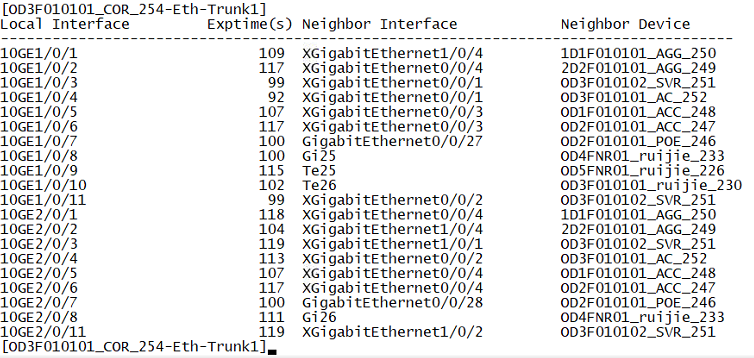 [OD3F010101_COR_254-Eth-Trunk1]
Local Interface Exptime(s) Neighbor Interface Neighbor Device
--------------------------------------------------------------------------------
10GE1/0/1 109 XGigabitEthernet1/0/4 1D1F010101_AGG_250
10GE1/0/2 117 XGigabitEthernet0/0/4 2D2F010101_AGG_249
10GE1/0/3 99 XGigabitEthernet0/0/1 OD3F010102_SVR_251
10GE1/0/4 92 XGigabitEthernet0/0/1 OD3F010101_AC_252
10GE1/0/5 107 XGigabitEthernet0/0/3 OD1F010101_ACC_248
10GE1/0/6 117 XGigabitEthernet0/0/3 OD2F010101_ACC_247
10GE1/0/7 100 GigabitEthernet0/0/27 OD2F010101_POE_246
10GE1/0/8 100 Gi25 OD4FNR01_ruijie_233
10GE1/0/9 115 Te25 OD5FNR01_ruijie_226
10GE1/0/10 102 Te26 OD3F010101_ruijie_230
10GE1/0/11 99 XGigabitEthernet0/0/2 OD3F010102_SVR_251
10GE2/0/1 118 XGigabitEthernet0/0/4 1D1F010101_AGG_250
10GE2/0/2 104 XGigabitEthernet1/0/4 2D2F010101_AGG_249
10GE2/0/3 119 XGigabitEthernet1/0/1 OD3F010102_SVR_251
10GE2/0/4 113 XGigabitEthernet0/0/2 OD3F010101_AC_252
10GE2/0/5 107 XGigabitEthernet0/0/4 OD1F010101_ACC_248
10GE2/0/6 117 XGigabitEthernet0/0/4 OD2F010101_ACC_247
10GE2/0/7 100 GigabitEthernet0/0/28 OD2F010101_POE_246
10GE2/0/8 111 Gi26 OD4FNR01_ruijie_233
10GE2/0/11 119 XGigabitEthernet1/0/2 OD3F010102_SVR_251
[OD3F010101_COR_254-Eth-Trunk1]